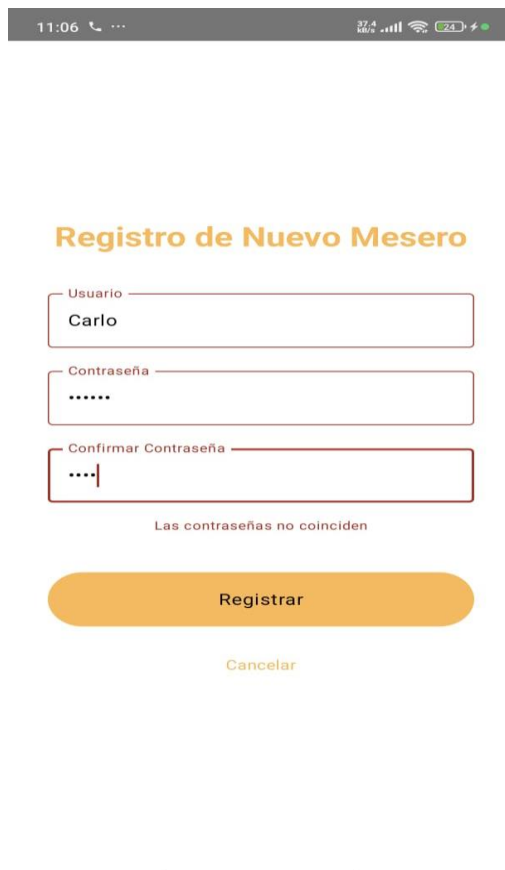 11:06 ... 37.4 KB/s 24
Registro de Nuevo Mesero
Usuario
Carlo
Contraseña
••••••
Confirmar Contraseña
••••
Las contraseñas no coinciden
Registrar
Cancelar